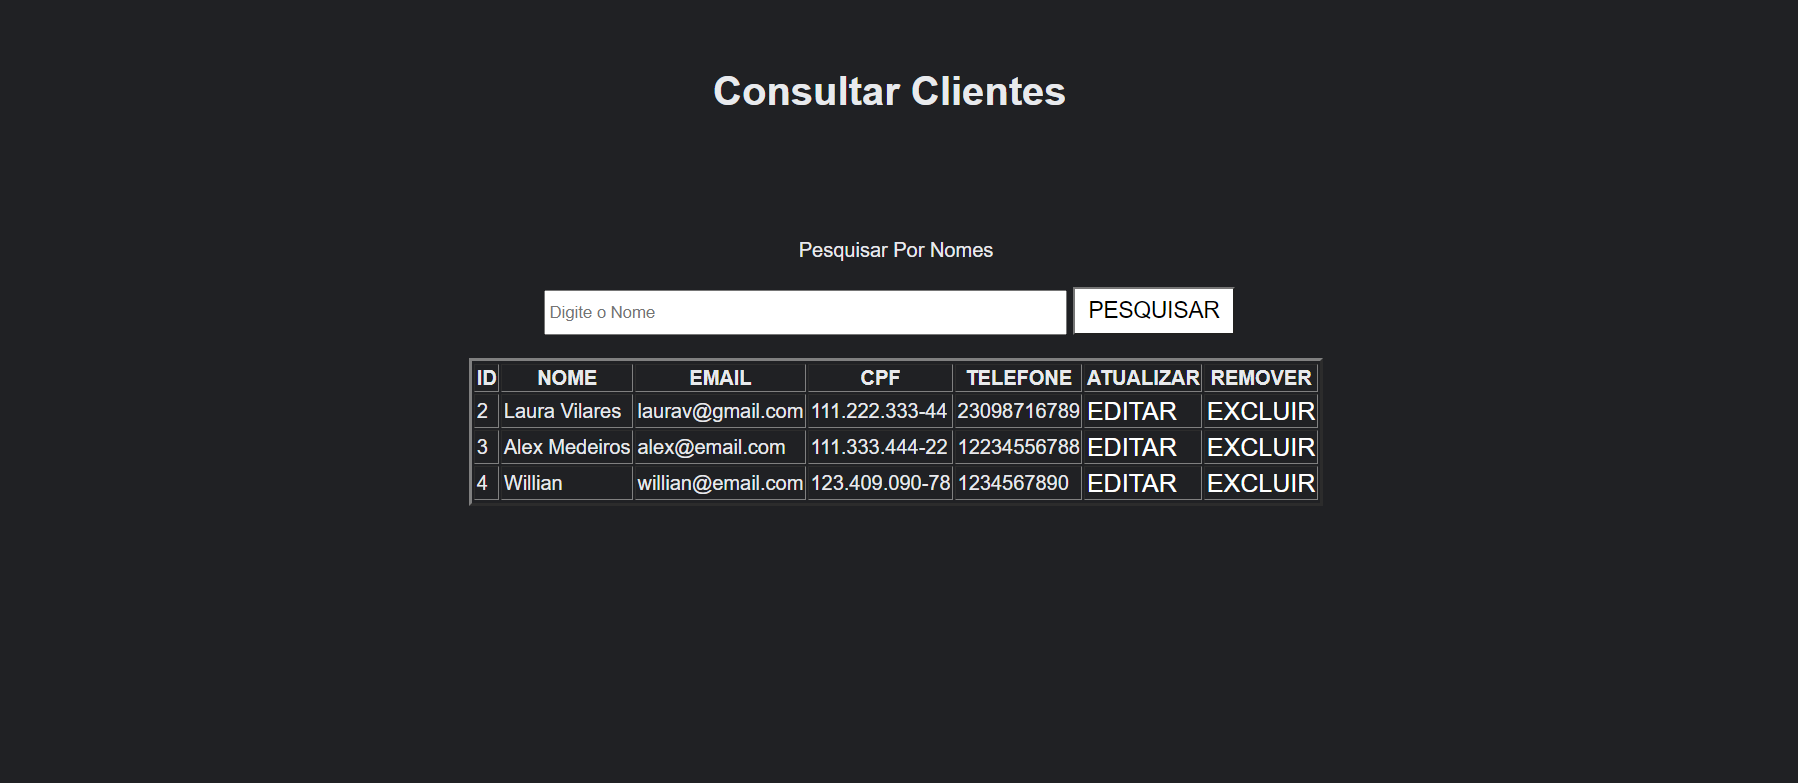 Consultar Clientes
Pesquisar Por Nomes
Digite o Nome PESQUISAR
ID NOME EMAIL CPF TELEFONE ATUALIZAR REMOVER
2 Laura Vilares laurav@gmail.com 111.222.333-44 23098716789 EDITAR EXCLUIR
3 Alex Medeiros alex@email.com 111.333.444-22 12234556788 EDITAR EXCLUIR
4 Willian willian@email.com 123.409.090-78 1234567890 EDITAR EXCLUIR